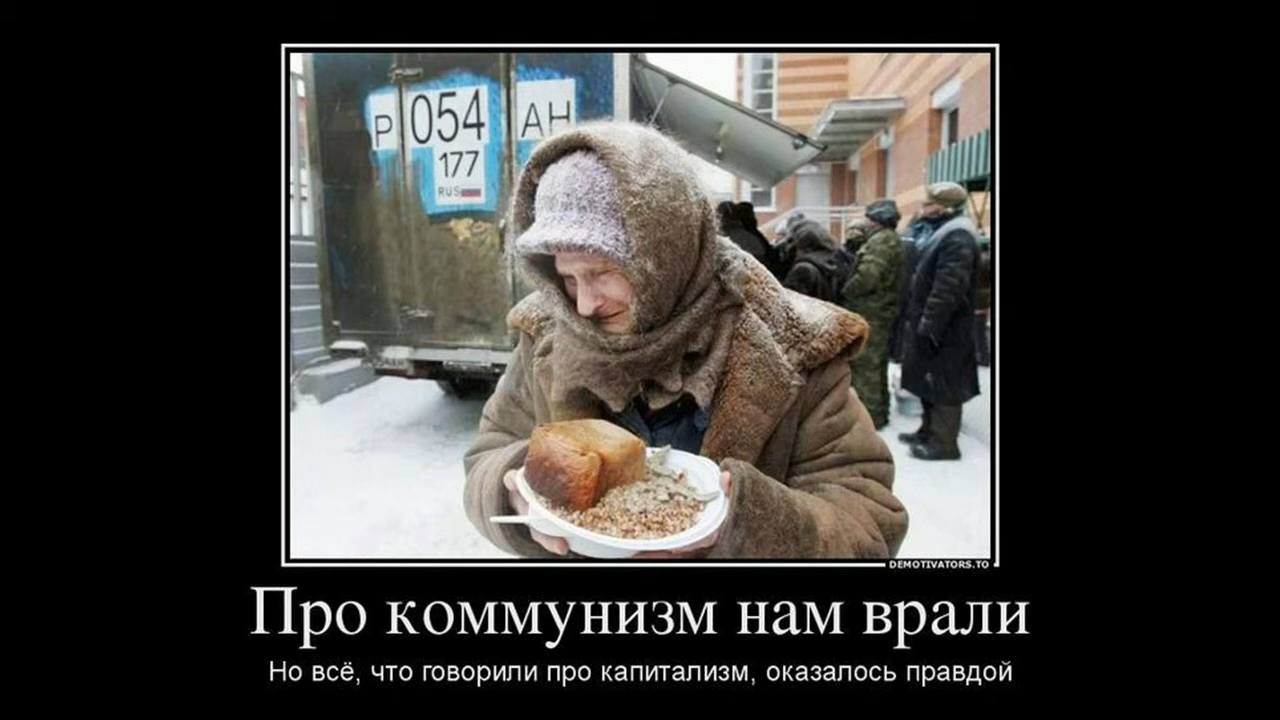 Р 054 АН
177
RUS
DEMOTIVATORS.TO
Про коммунизм нам врали
Но всё, что говорили про капитализм, оказалось правдой